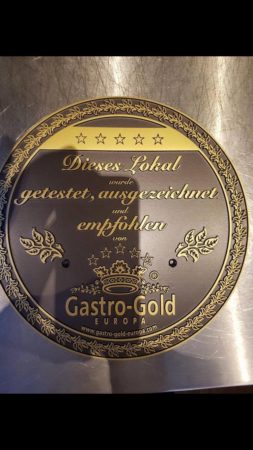 Dieses Lokal
wurde
getestet, ausgezeichnet
und
empfohlen
von
©
Gastro-Gold
EUROPA
www.gastro-gold-europa.com